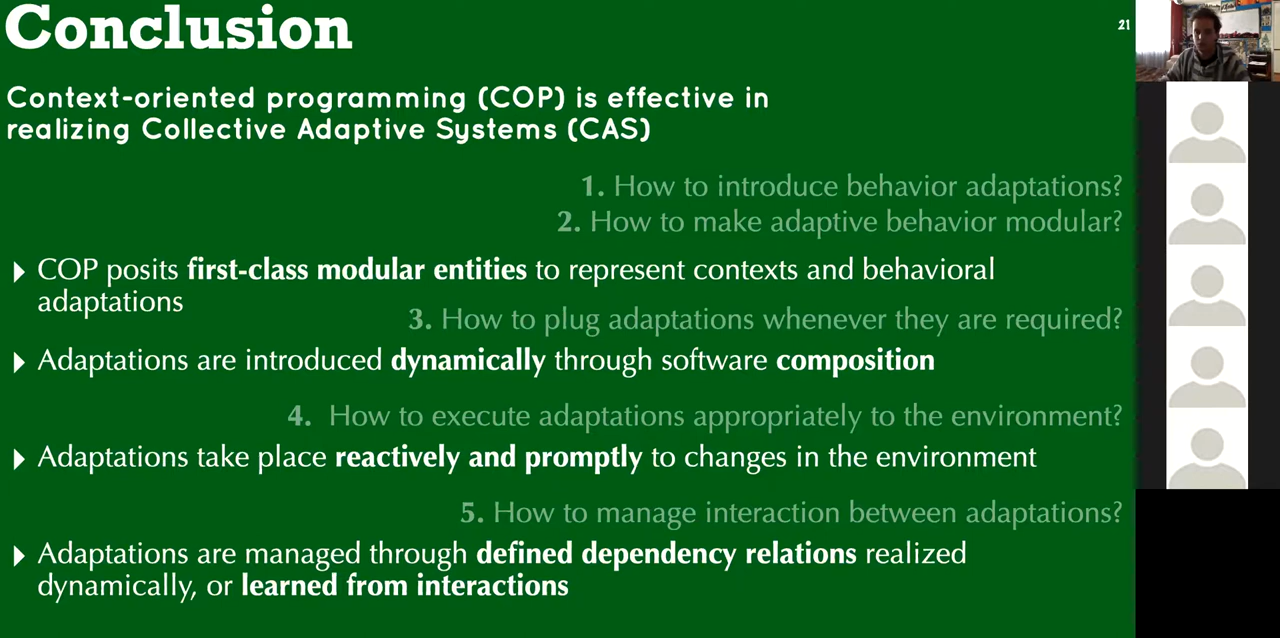 Conclusion
21
Context-oriented programming (COP) is effective in
realizing Collective Adaptive Systems (CAS)
1. How to introduce behavior adaptations?
2. How to make adaptive behavior modular?
COP posits first-class modular entities to represent contexts and behavioral
adaptations
3. How to plug adaptations whenever they are required?
Adaptations are introduced dynamically through software composition
4. How to execute adaptations appropriately to the environment?
Adaptations take place reactively and promptly to changes in the environment
5. How to manage interaction between adaptations?
Adaptations are managed through defined dependency relations realized
dynamically, or learned from interactions